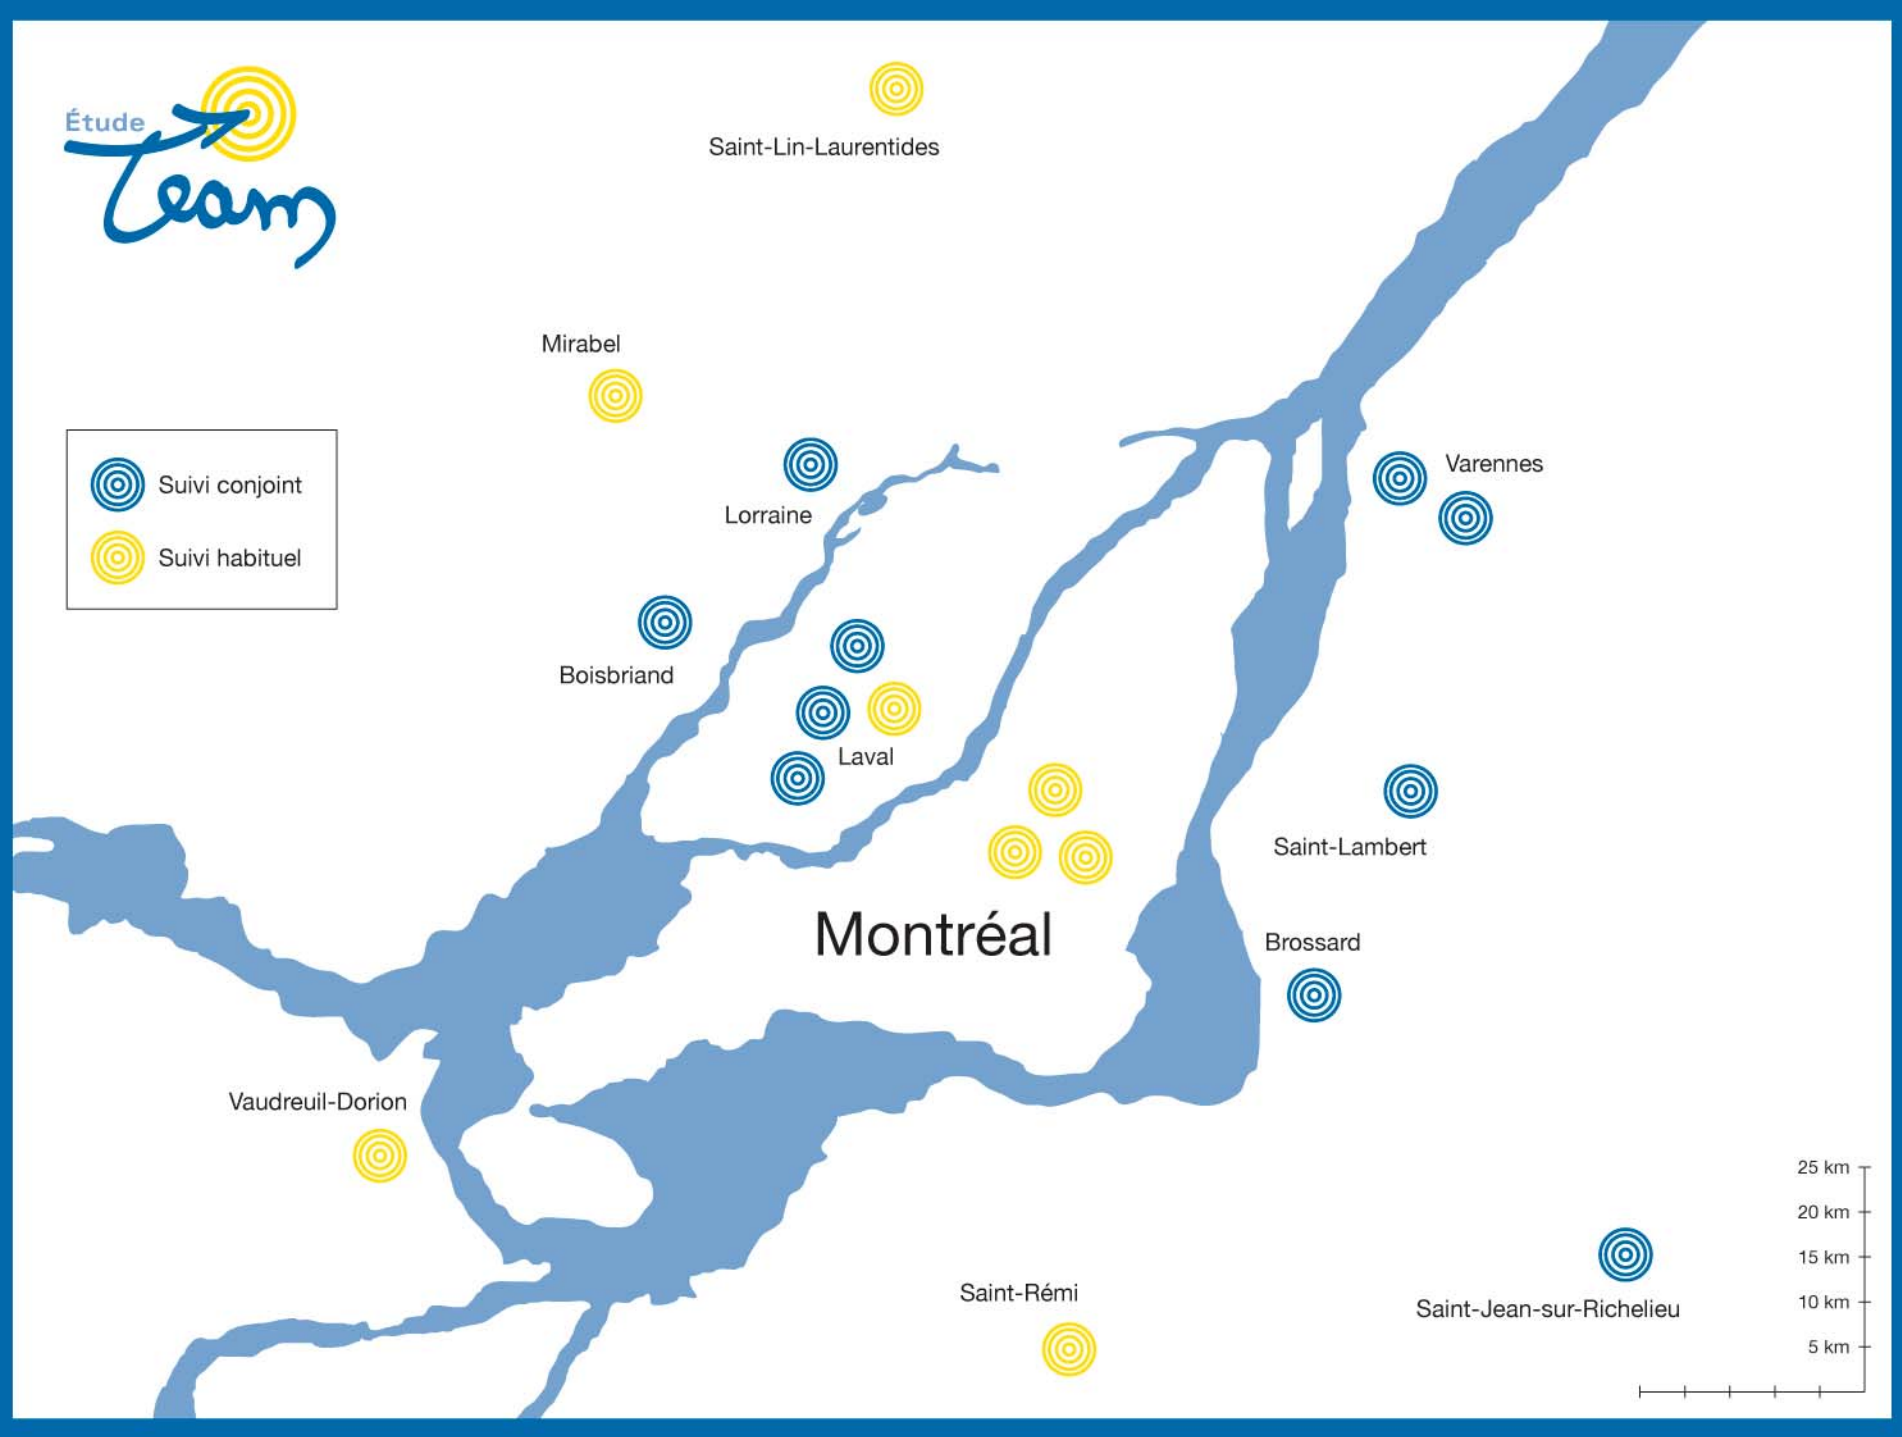 Étude
Team
Saint-Lin-Laurentides
Mirabel
Suivi conjoint
Suivi habituel
Lorraine
Varennes
Boisbriand
Laval
Saint-Lambert
Montréal
Brossard
Vaudreuil-Dorion
Saint-Rémi
Saint-Jean-sur-Richelieu
25 km
20 km
15 km
10 km
5 km